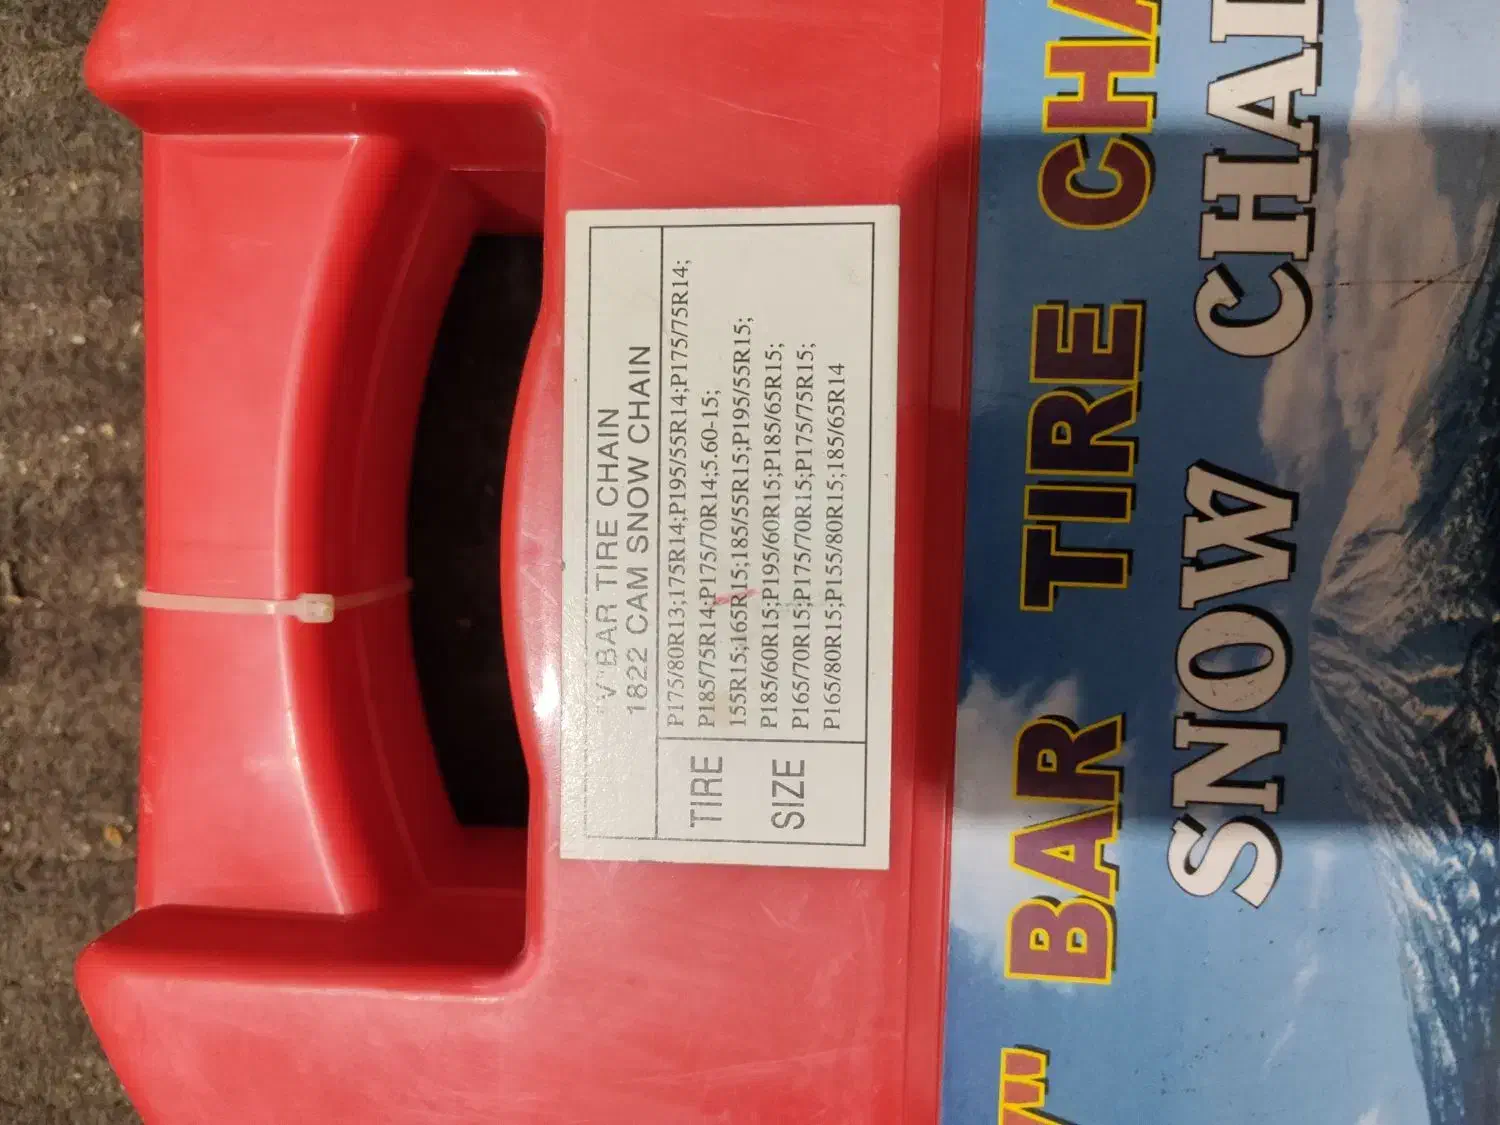 "V"BAR TIRE CHAIN
1822 CAM SNOW CHAIN
TIRE
SIZE
P175/80R13;175R14;P195/55R14;P175/75R14;
P185/75R14;P175/70R14;5.60-15;
155R15;165R15;185/55R15;P195/55R15;
P185/60R15;P195/60R15;P185/65R15;
P165/70R15;P175/70R15;P175/75R15;
P165/80R15;P155/80R15;185/65R14
" BAR TIRE CHA
SNOW CHAI